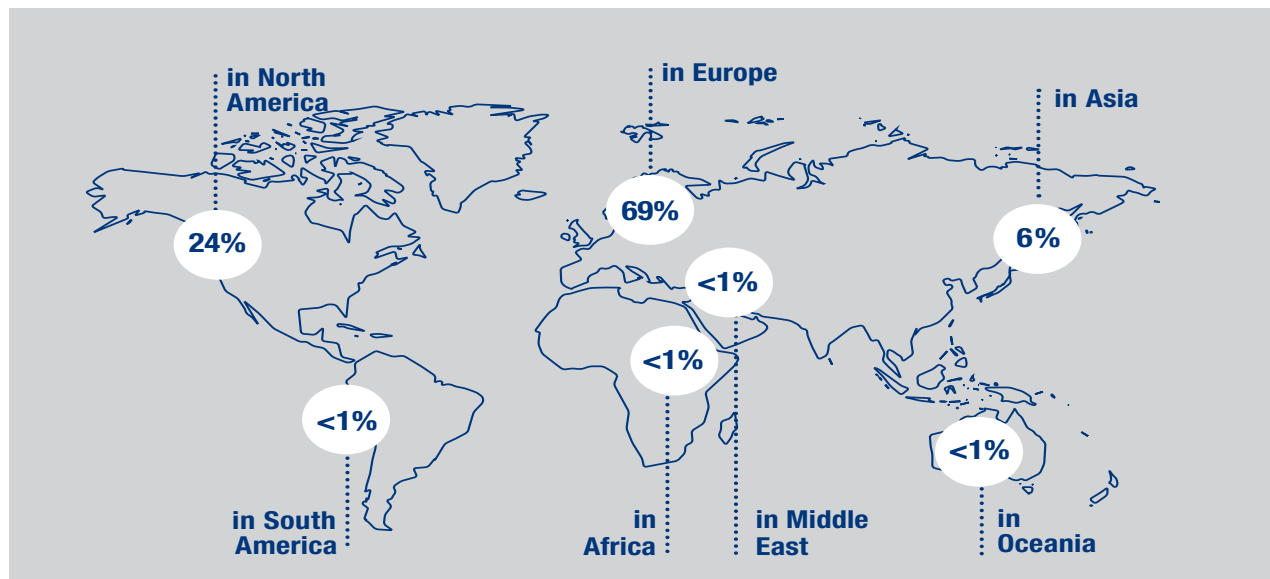 in North
America
24%
in Europe
69%
in Asia
6%
<1%
in Middle
East
<1%
in
Africa
<1%
in South
America
<1%
in
Oceania